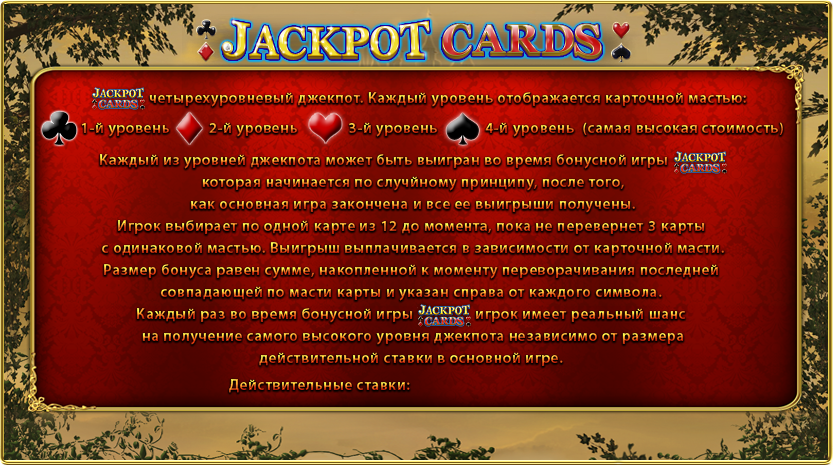 JACKPOT CARDS
JACKPOT CARDS четырехуровневый джекпот. Каждый уровень отображается карточной мастью:
1-й уровень 2-й уровень 3-й уровень 4-й уровень (самая высокая стоимость)
Каждый из уровней джекпота может быть выигран во время бонусной игры JACKPOT CARDS
которая начинается по случйному принципу, после того,
как основная игра закончена и все ее выигрыши получены.
Игрок выбирает по одной карте из 12 до момента, пока не перевернет 3 карты
с одинаковой мастью. Выигрыш выплачивается в зависимости от карточной масти.
Размер бонуса равен сумме, накопленной к моменту переворачивания последней
совпадающей по масти карты и указан справа от каждого символа.
Каждый раз во время бонусной игры JACKPOT CARDS игрок имеет реальный шанс
на получение самого высокого уровня джекпота независимо от размера
действительной ставки в основной игре.
Действительные ставки: